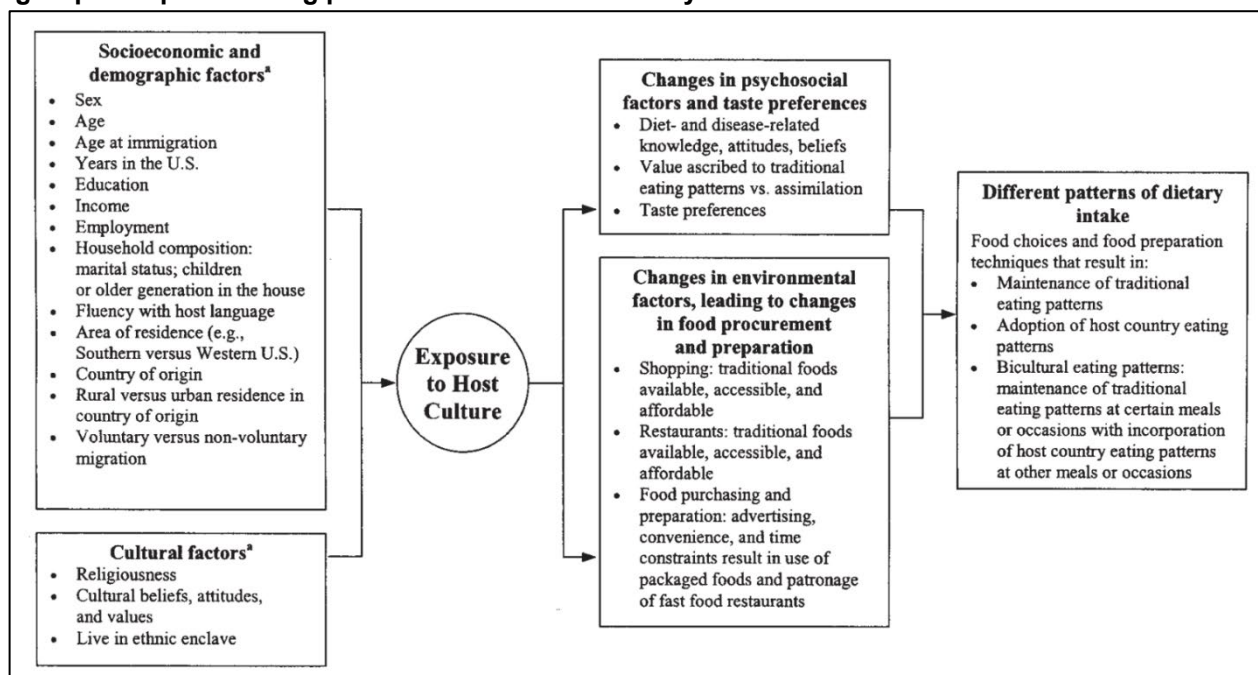 Socioeconomic and
demographic factorsª
• Sex
• Age
• Age at immigration
• Years in the U.S.
• Education
• Income
• Employment
• Household composition:
marital status; children
or older generation in the house
• Fluency with host language
• Area of residence (e.g.,
Southern versus Western U.S.)
• Country of origin
• Rural versus urban residence in
country of origin
• Voluntary versus non-voluntary
migration
Cultural factorsª
• Religiousness
• Cultural beliefs, attitudes,
and values
• Live in ethnic enclave
Exposure
to Host
Culture
Changes in psychosocial
factors and taste preferences
• Diet- and disease-related
knowledge, attitudes, beliefs
• Value ascribed to traditional
eating patterns vs. assimilation
• Taste preferences
Changes in environmental
factors, leading to changes
in food procurement
and preparation
• Shopping: traditional foods
available, accessible, and
affordable
• Restaurants: traditional foods
available, accessible, and
affordable
• Food purchasing and
preparation: advertising,
convenience, and time
constraints result in use of
packaged foods and patronage
of fast food restaurants
Different patterns of dietary
intake
Food choices and food preparation
techniques that result in:
• Maintenance of traditional
eating patterns
• Adoption of host country eating
patterns
• Bicultural eating patterns:
maintenance of traditional
eating patterns at certain meals
or occasions with incorporation
of host country eating patterns
at other meals or occasions